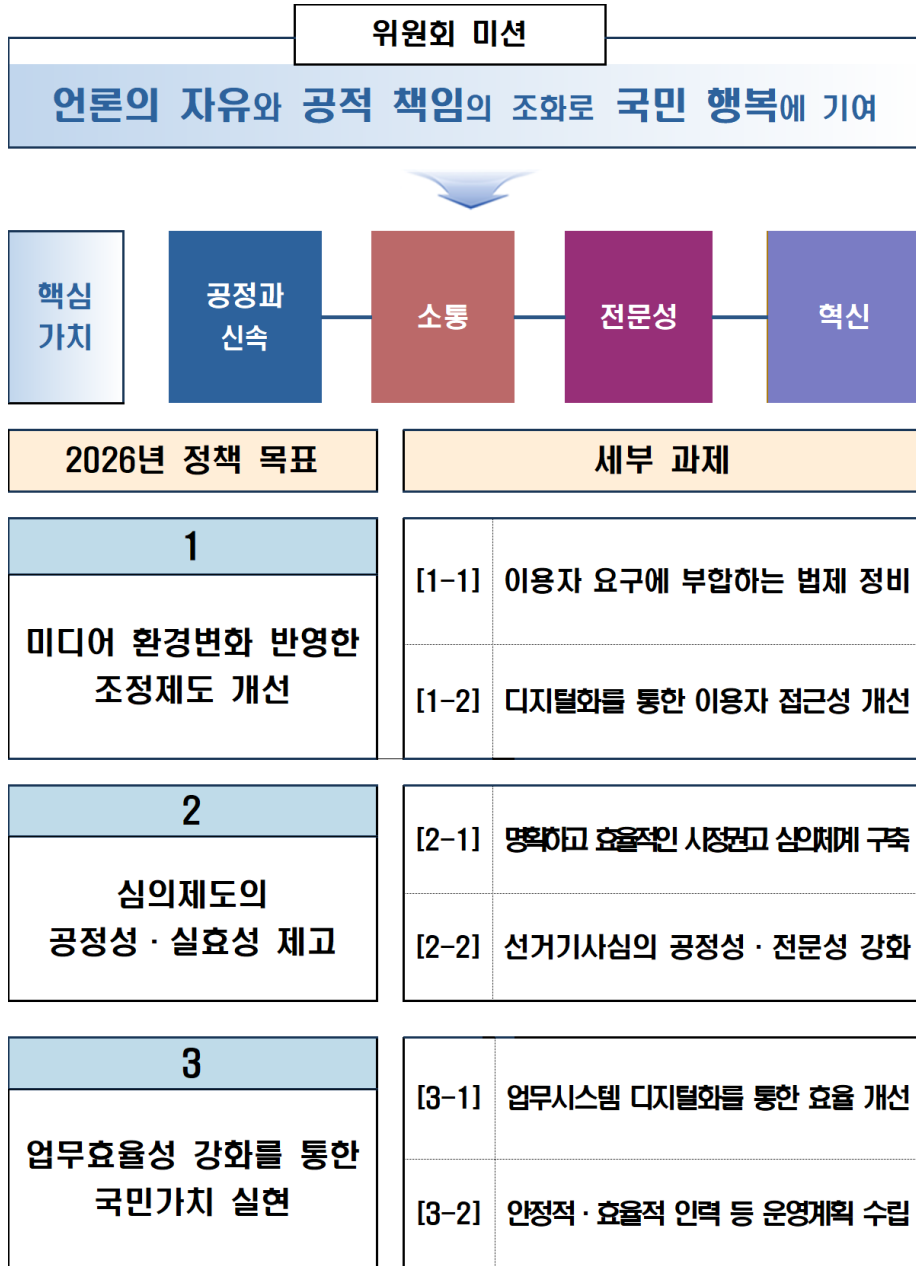 위원회 미션
언론의 자유와 공적 책임의 조화로 국민 행복에 기여
핵심
가치
공정과
신속
소통
전문성
혁신
2026년 정책 목표
세부 과제
1
미디어 환경변화 반영한
조정제도 개선
[1-1] 이용자 요구에 부합하는 법제 정비
[1-2] 디지털화를 통한 이용자 접근성 개선
2
심의제도의
공정성·실효성 제고
[2-1] 명확하고 효율적인 시정권고 심의체계 구축
[2-2] 선거기사심의 공정성·전문성 강화
3
업무효율성 강화를 통한
국민가치 실현
[3-1] 업무시스템 디지털화를 통한 효율 개선
[3-2] 안정적·효율적 인력 등 운영계획 수립